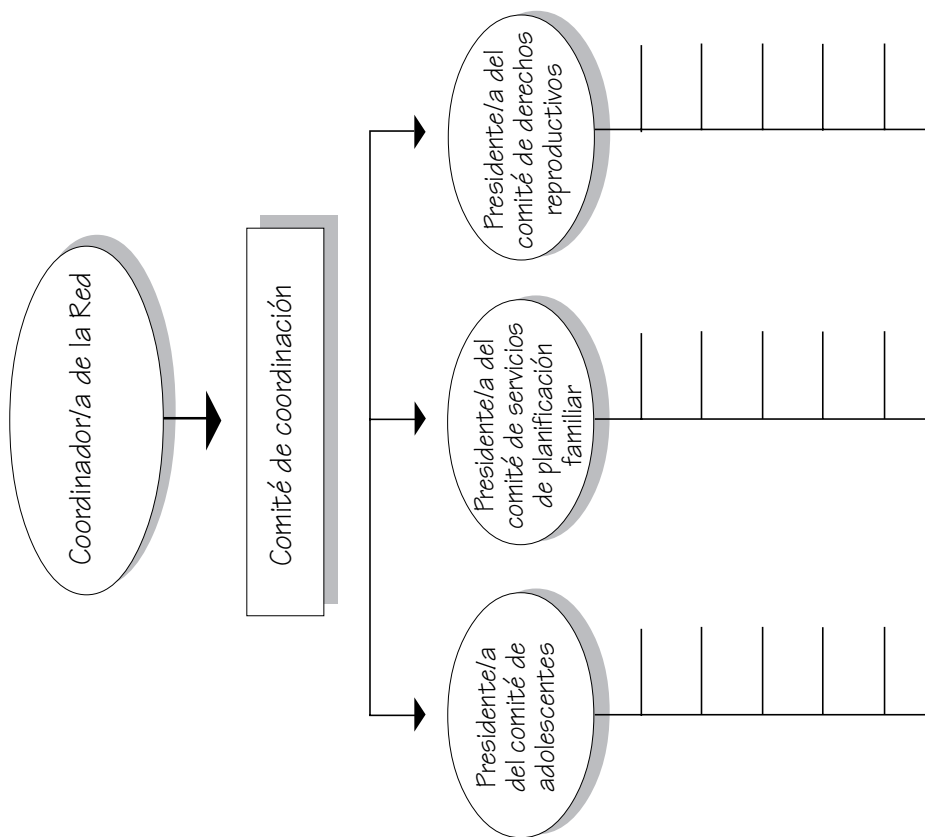 Coordinador/a de la Red
Comité de coordinación
Presidente/a
del comité de
adolescentes
Presidente/a del
comité de servicios
de planificación
familiar
Presidente/a del
comité de derechos
reproductivos